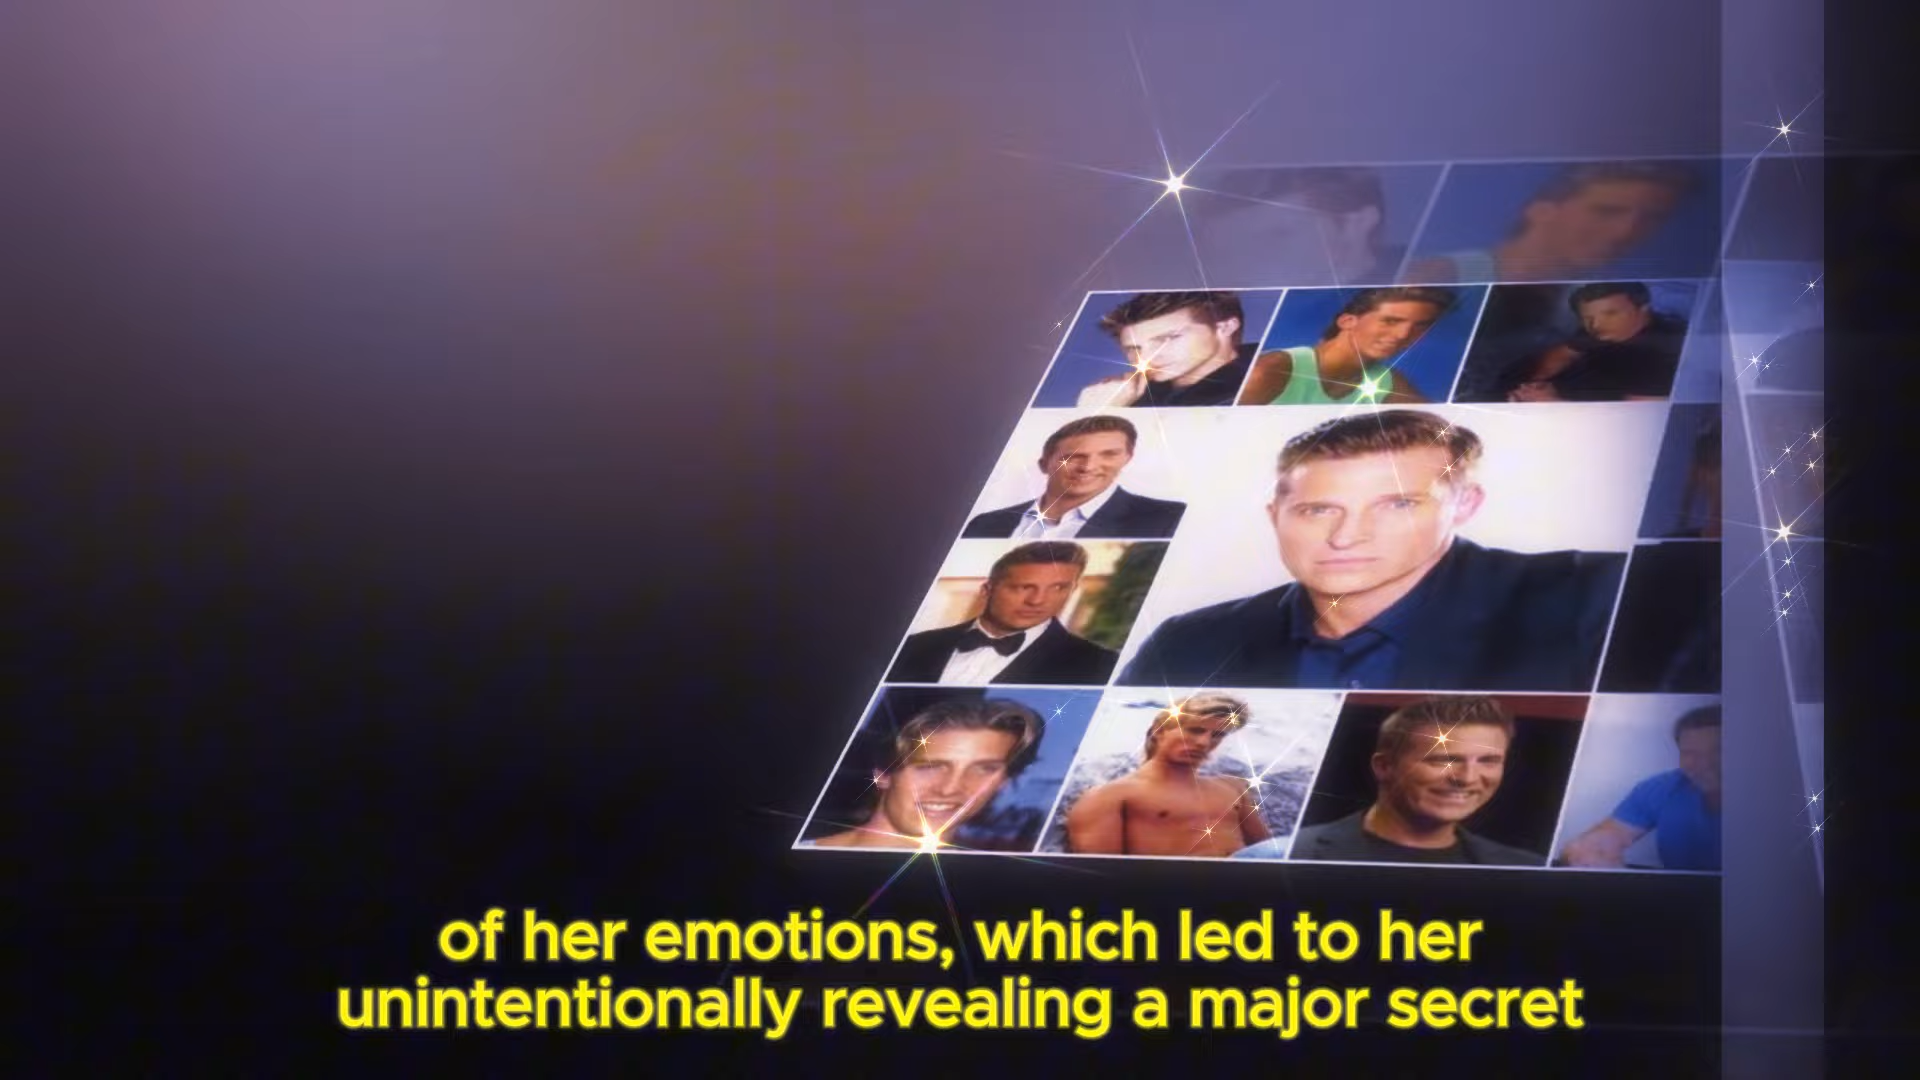 of her emotions, which led to her
unintentionally revealing a major secret